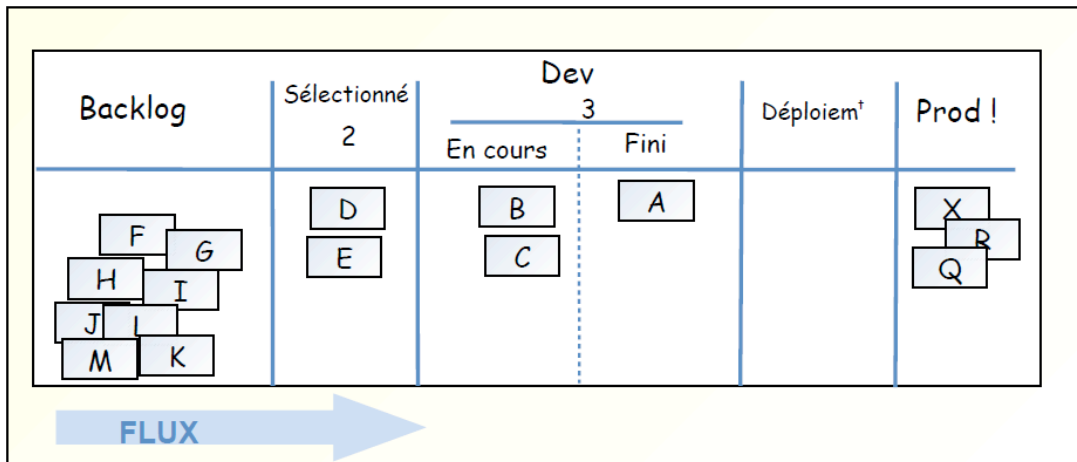 Backlog
Sélectionné
2
Dev
3
En cours
Fini
Déploiem†
Prod !
D
E
B
C
A
X
R
Q
F
G
H
I
J
L
M
K
FLUX